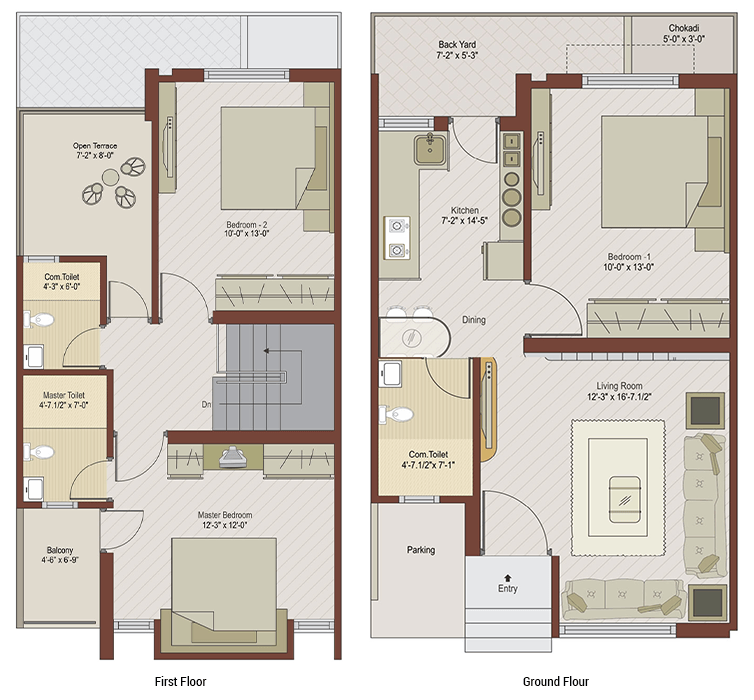 Open Terrace
7'-2" x 8'-0"
Bedroom - 2
10'-0" x 13'-0"
Com.Toilet
4'-3" x 6'-0"
Dn
Master Toilet
4'-7.1/2" x 7'-0"
Master Bedroom
12'-3" x 12'-0"
Balcony
4'-6" x 6'-9"
First Floor
Back Yard
7'-2" x 5'-3"
Chokadi
5'-0" x 3'-0"
Kitchen
7'-2" x 14'-5"
Bedroom -1
10'-0" x 13'-0"
Dining
Living Room
12'-3" x 16'-7.1/2"
Com.Toilet
4'-7.1/2"x 7'-1"
Parking
Entry
Ground Flour